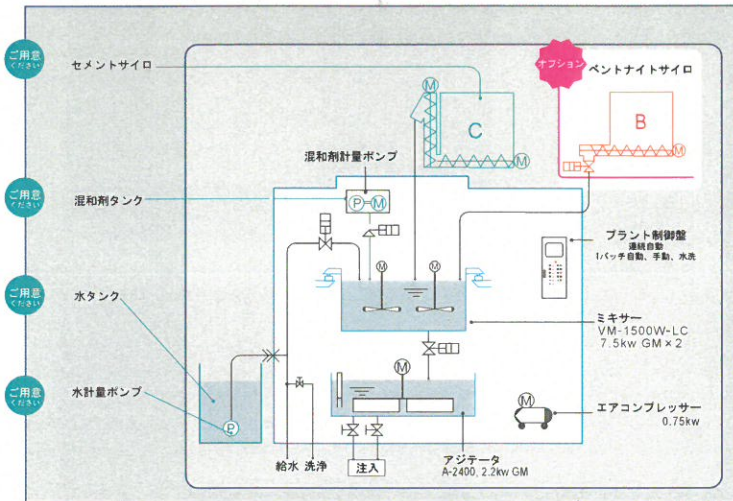 ご用意
ください
セメントサイロ
オプション
ベントナイトサイロ
M
C
M
B
M
混和剤計量ポンプ
ご用意
ください
混和剤タンク
P
M
プラント制御盤
連続自動
1バッチ自動、手動、水洗
M
M
ご用意
ください
水タンク
ミキサー
VM-1500W-LC
7.5kw GM×2
ご用意
ください
水計量ポンプ
P
M
M
エアコンプレッサー
0.75kw
給水
洗浄
注入
アジテータ
A-2400, 2.2kw GM